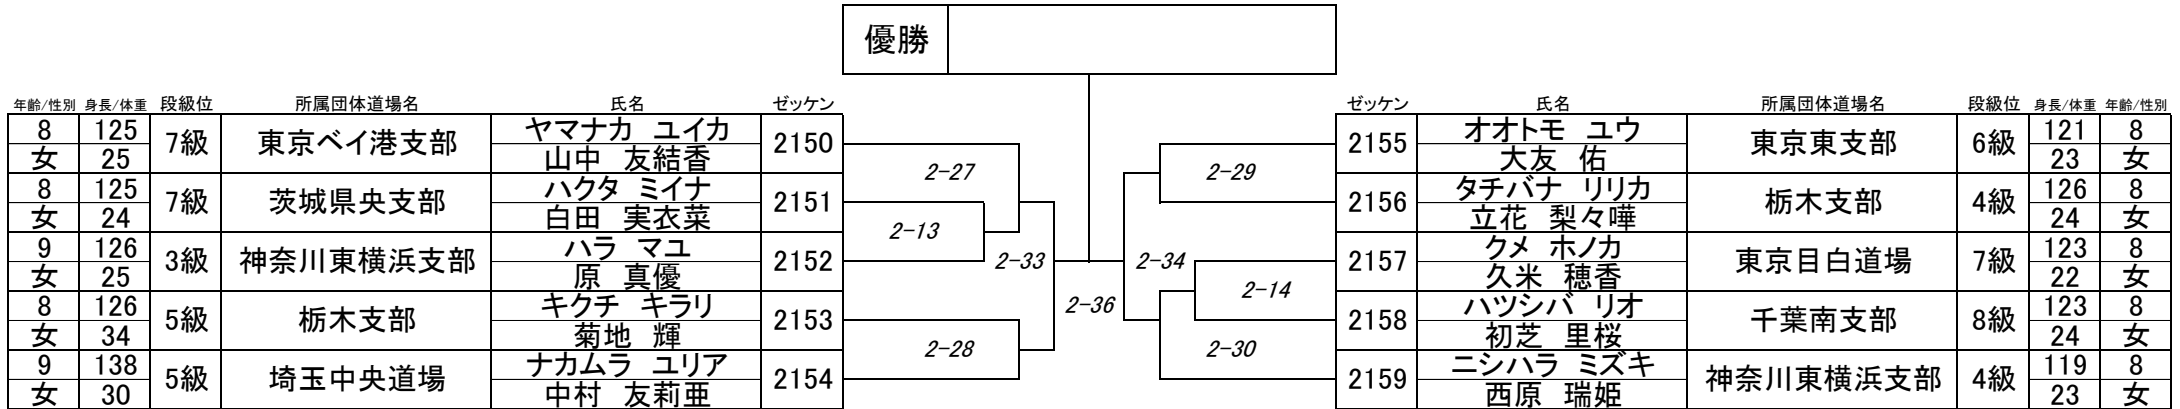 優勝
年齢/性別 身長/体重 段級位 所属団体道場名 氏名 ゼッケン
8 125 7級 東京ベイ港支部 ヤマナカ ユイカ 2150
女 25 山中 友結香
8 125 7級 茨城県央支部 ハクタ ミイナ 2151
女 24 白田 実衣菜
9 126 3級 神奈川東横浜支部 ハラ マユ 2152
女 25 原 真優
8 126 5級 栃木支部 キクチ キラリ 2153
女 34 菊地 輝
9 138 5級 埼玉中央道場 ナカムラ ユリア 2154
女 30 中村 友莉亜
2-27
2-13
2-33
2-28
2-36
2-29
2-34
2-14
2-30
ゼッケン 氏名 所属団体道場名 段級位 身長/体重 年齢/性別
2155 オオトモ ユウ 東京東支部 6級 121 8
大友 佑 23 女
2156 タチバナ リリカ 栃木支部 4級 126 8
立花 梨々嘩 24 女
2157 クメ ホノカ 東京目白道場 7級 123 8
久米 穂香 22 女
2158 ハツシバ リオ 千葉南支部 8級 123 8
初芝 里桜 24 女
2159 ニシハラ ミズキ 神奈川東横浜支部 4級 119 8
西原 瑞姫 23 女